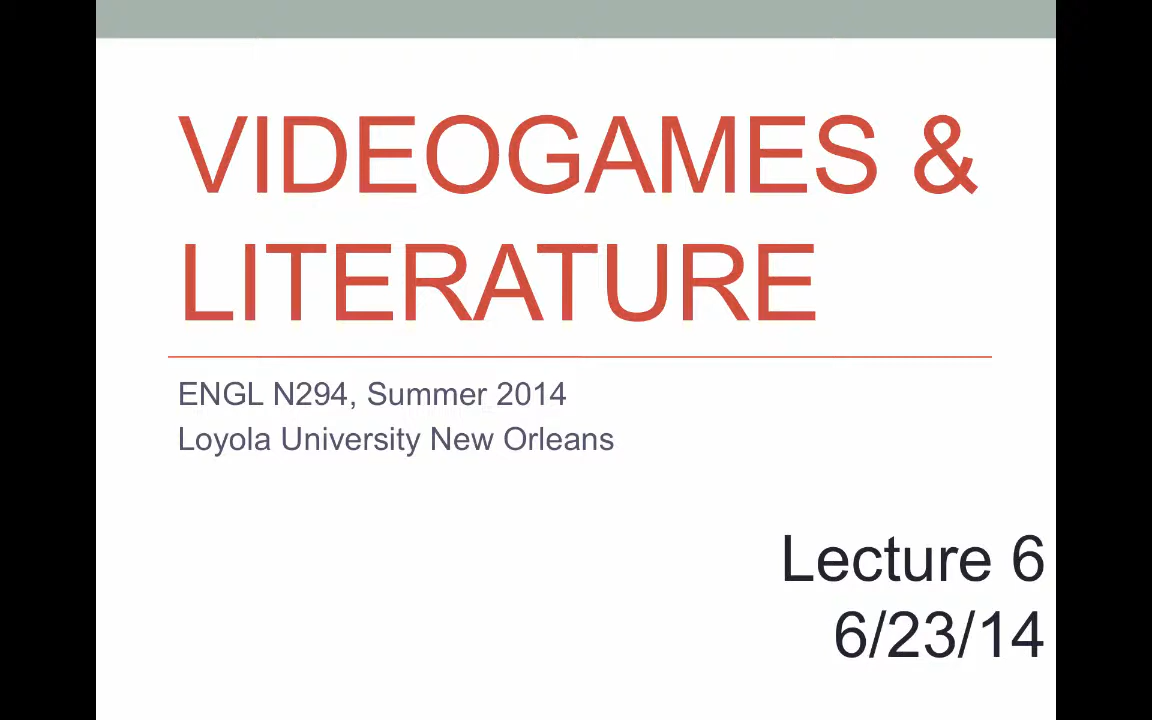 VIDEOGAMES &
LITERATURE
ENGL N294, Summer 2014
Loyola University New Orleans
Lecture 6
6/23/14